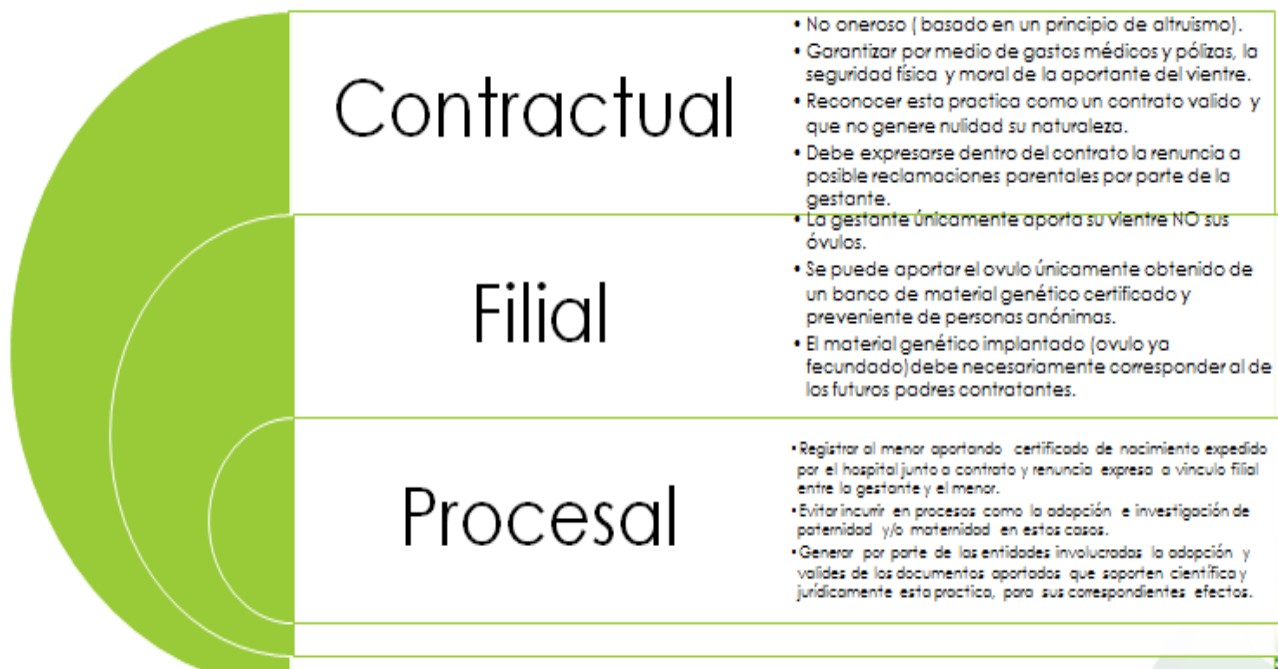 Contractual
• No oneroso ( basado en un principio de altruismo).
• Garantizar por medio de gastos médicos y pólizas, la
seguridad física y moral de la aportante del vientre.
• Reconocer esta practica como un contrato valido y
que no genere nulidad su naturaleza.
• Debe expresarse dentro del contrato la renuncia a
posible reclamaciones parentales por parte de la
gestante.
Filial
• La gestante únicamente aporta su vientre NO sus
óvulos.
• Se puede aportar el ovulo únicamente obtenido de
un banco de material genético certificado y
preveniente de personas anónimas.
• El material genético implantado (ovulo ya
fecundado) debe necesariamente corresponder al de
los futuros padres contratantes.
Procesal
• Registrar al menor aportando certificado de nacimiento expedido
por el hospital junto a contrato y renuncia expresa a vinculo filial
entre la gestante y el menor.
• Evitar incurrir en procesos como la adopción e investigación de
paternidad y/o maternidad en estos casos.
• Generar por parte de las entidades involucradas la adopción y
valides de los documentos aportados que soporten científica y
jurídicamente esta practica, para sus correspondientes efectos.